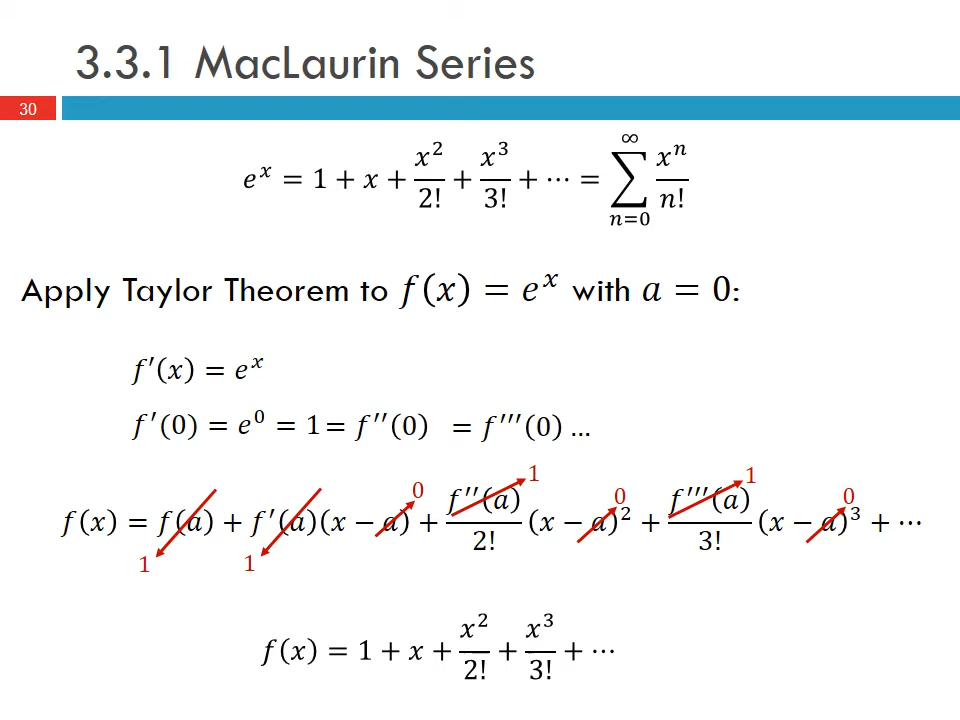 3.3.1 MacLaurin Series
30
e^x = 1 + x + x^2/2! + x^3/3! + ⋯ = ∑_{n=0}^{∞} x^n/n!
Apply Taylor Theorem to f(x) = e^x with a = 0:
f′(x) = e^x
f′(0) = e^0 = 1 = f′′(0) = f′′′(0) …
0 1 0 1 0
f(x) = f(a) + f′(a)(x − a) + f′′(a)/2! (x − a)^2 + f′′′(a)/3! (x − a)^3 + ⋯
1 1
f(x) = 1 + x + x^2/2! + x^3/3! + ⋯